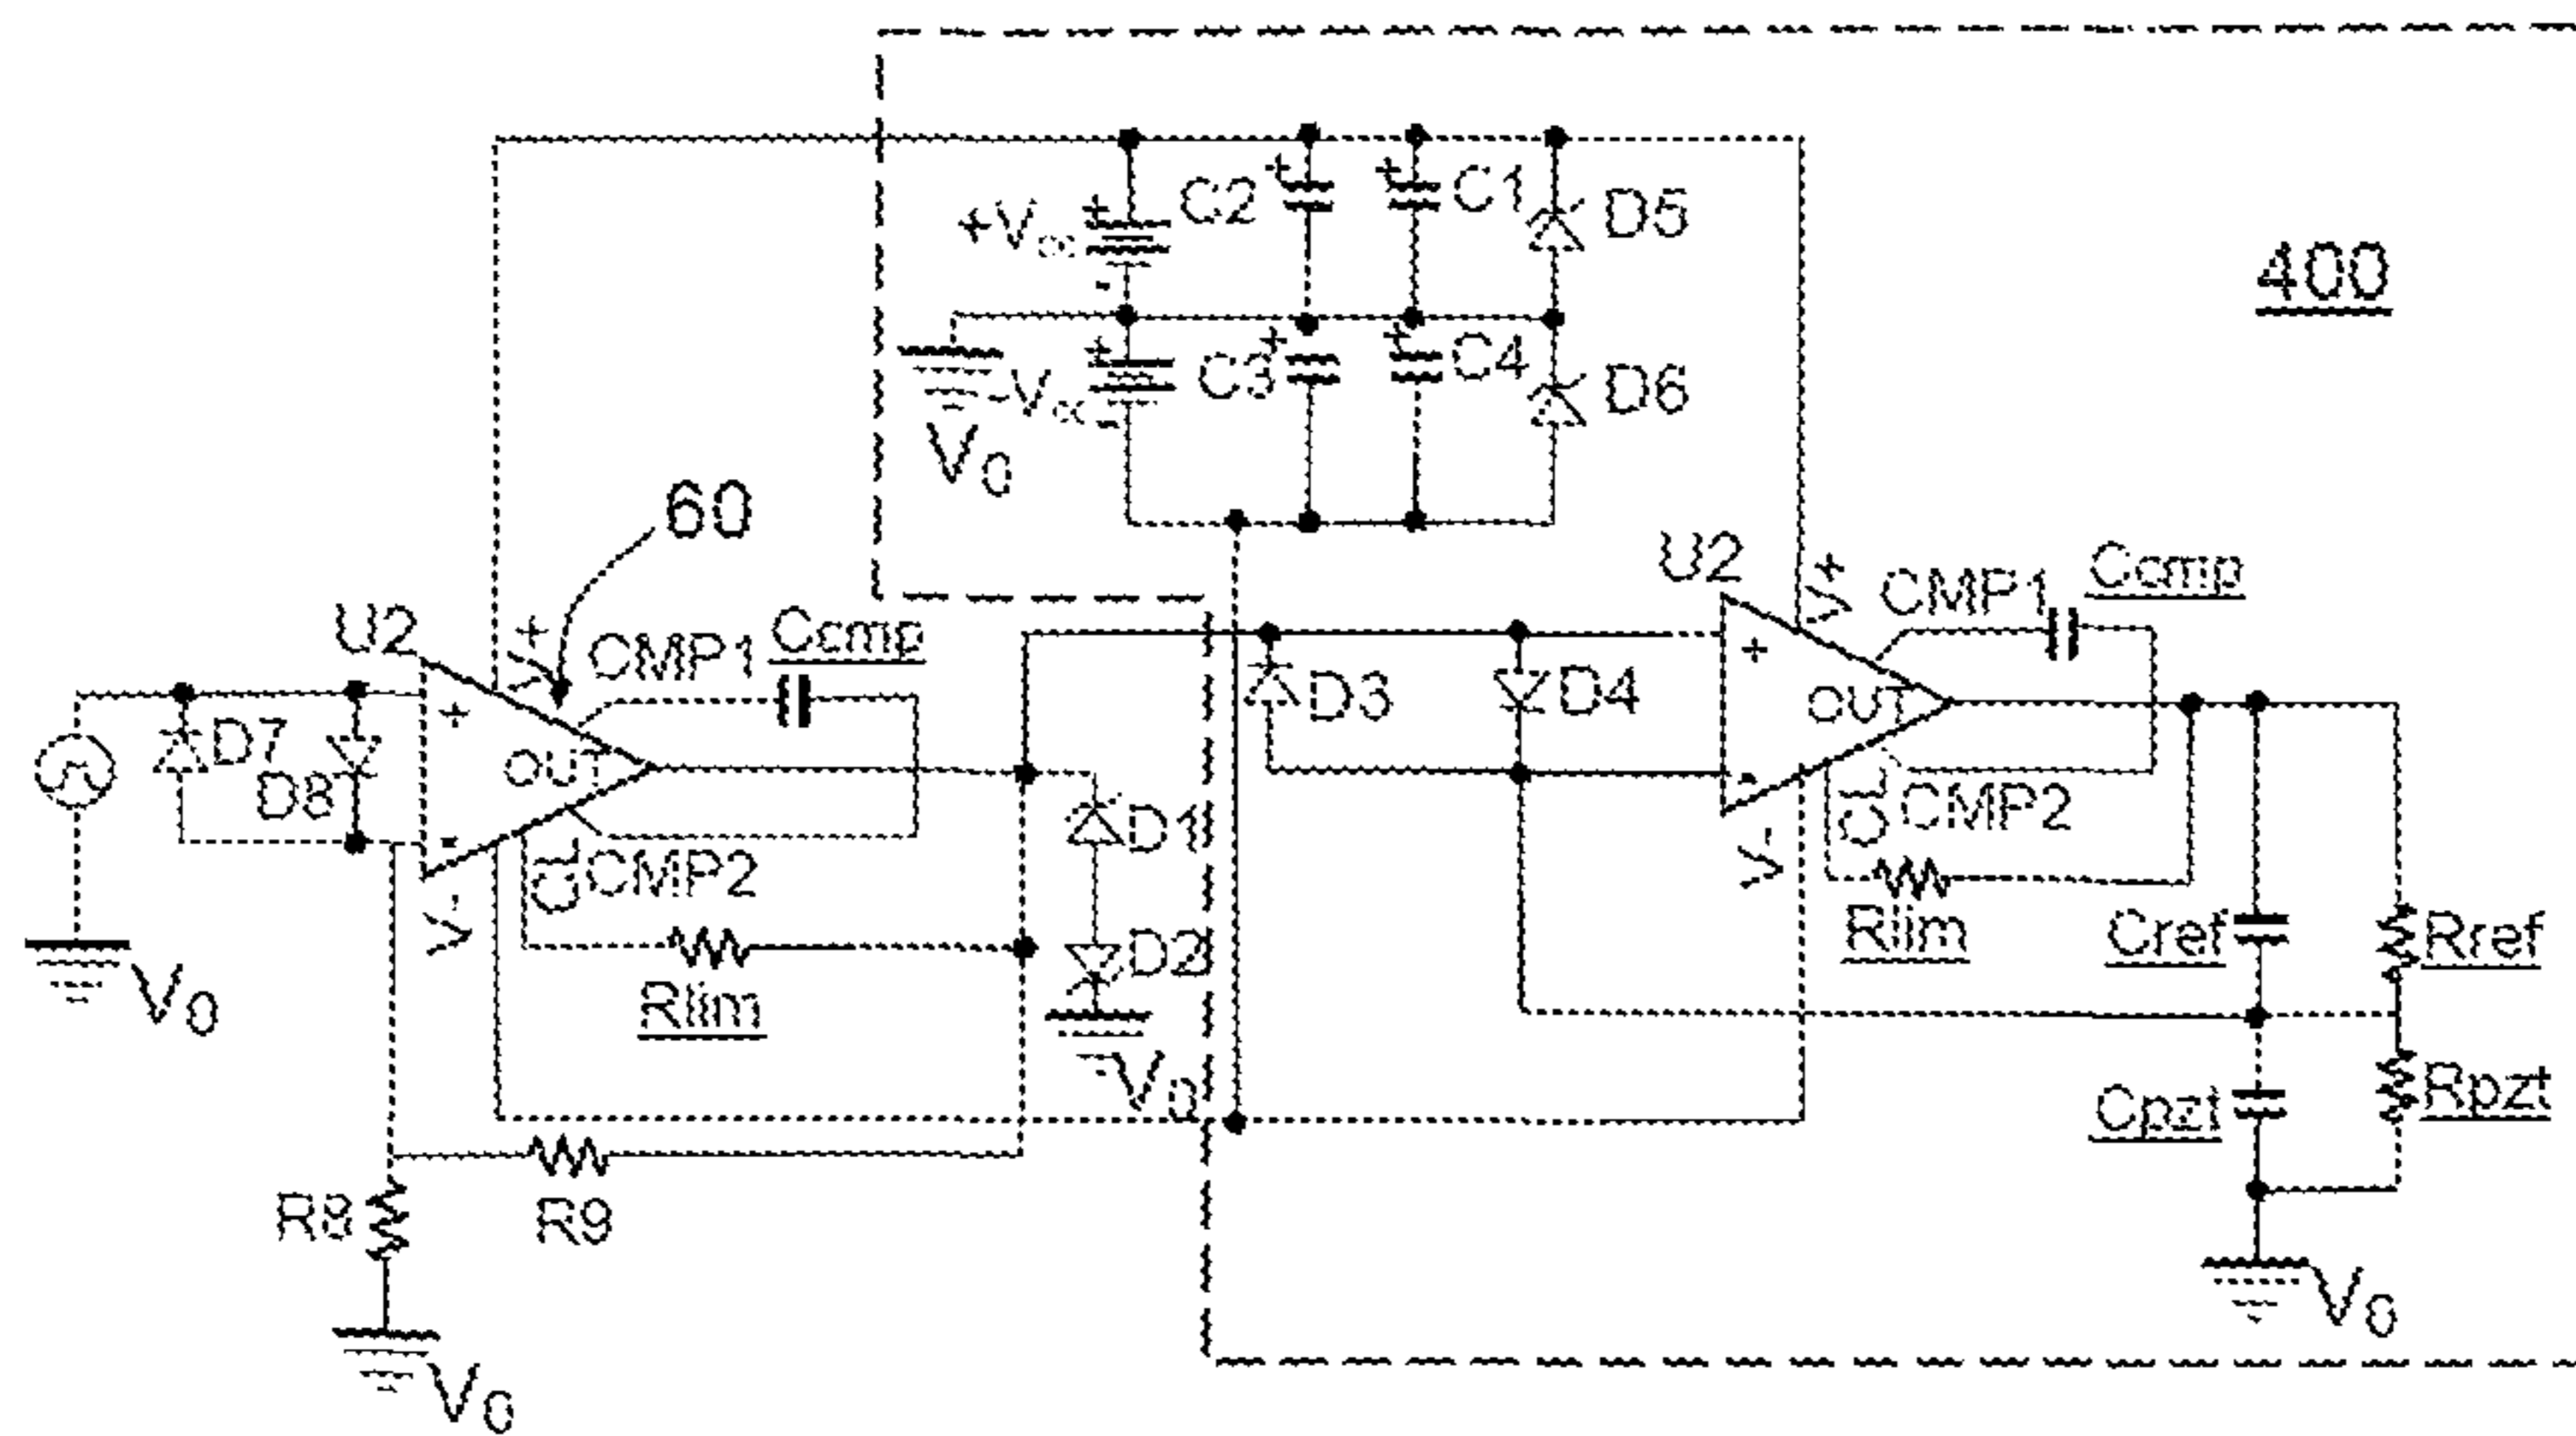 400
+Vcc
+
-
C2
+
C1
+
D5
-Vcc
+
-
C3
+
C4
+
D6
V0
60
U2
V+
CMP1
Ccmp
+
OUT
-
CL
CMP2
V-
Rlim
D7
D8
V0
D1
D2
V0
R8
R9
V0
U2
V+
CMP1
Ccmp
D3
D4
+
OUT
-
CL
CMP2
V-
Rlim
Cref
Rref
Cpzt
Rpzt
V0